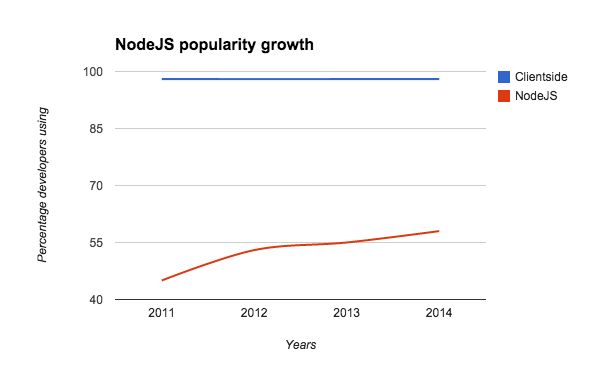 NodeJS popularity growth
100
85
70
55
40
Percentage developers using
2011 2012 2013 2014
Years
Clientside
NodeJS